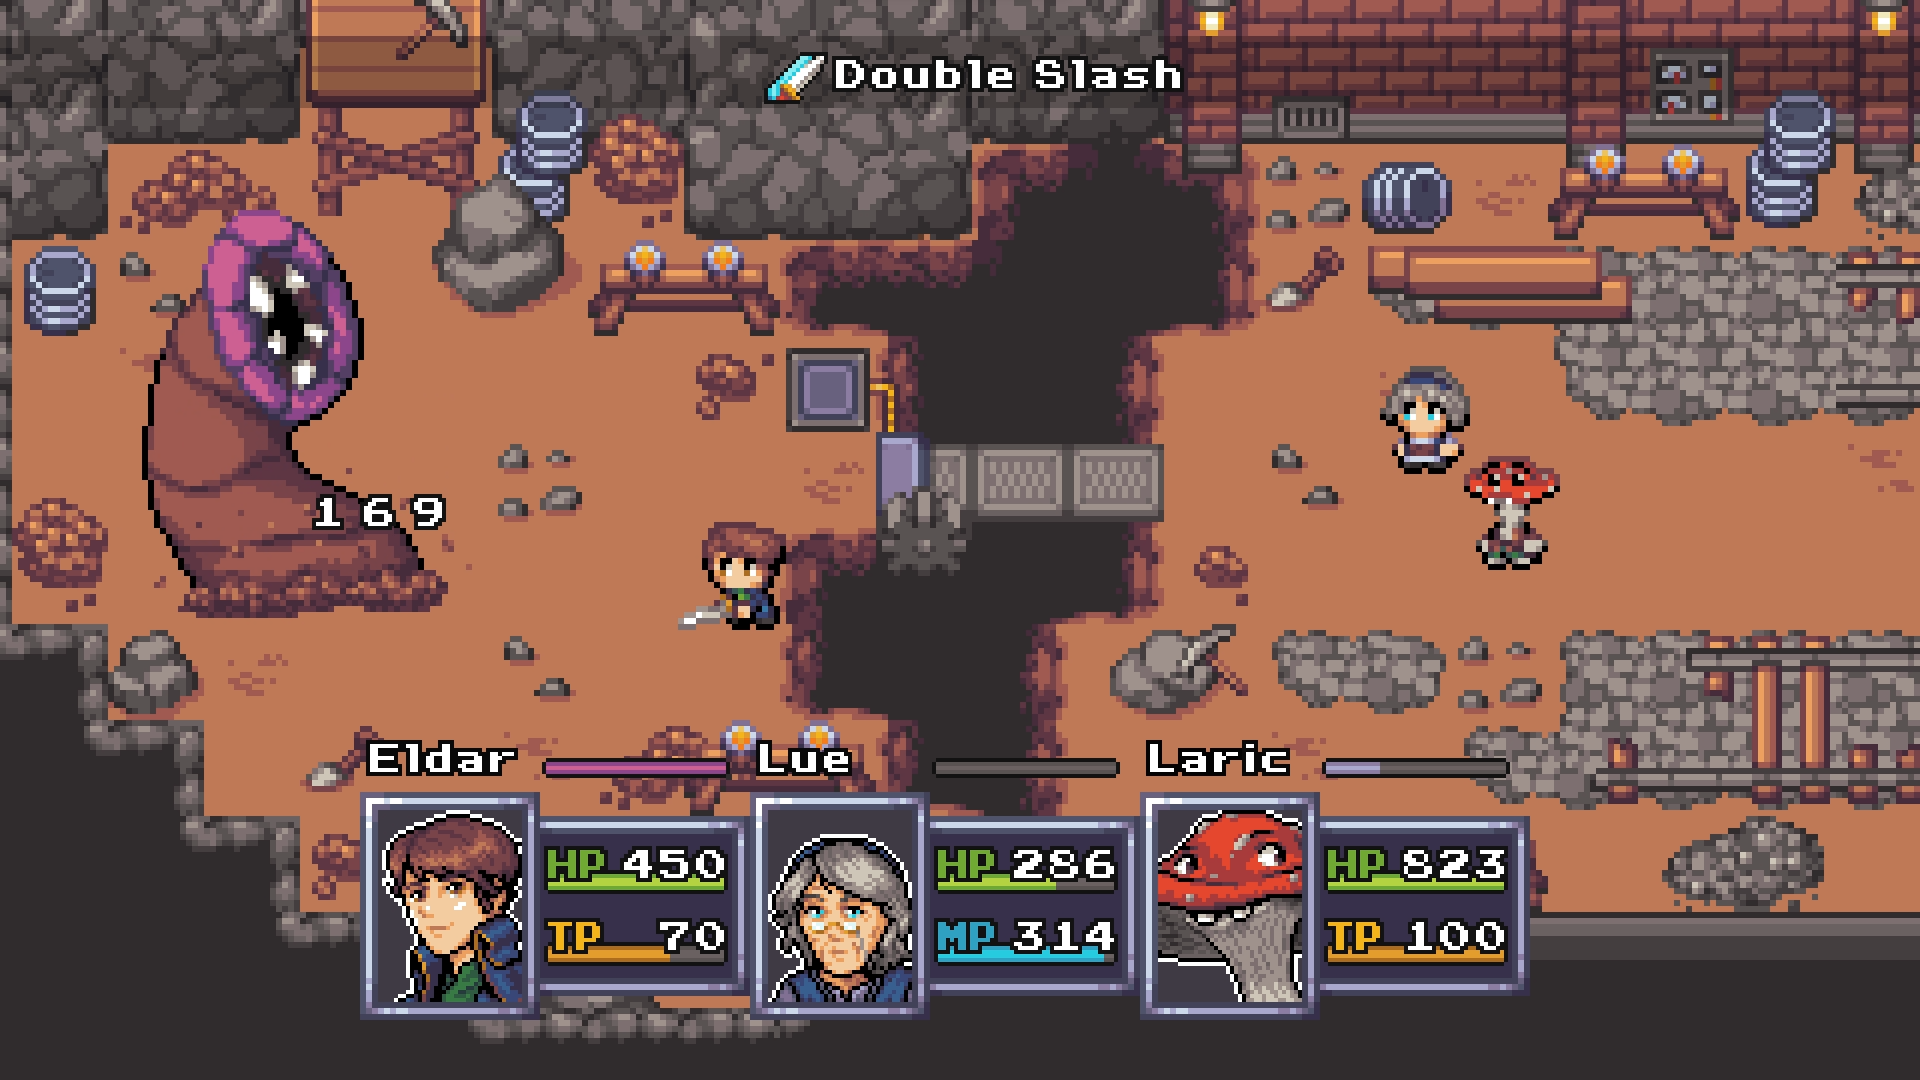 Double Slash
169
Eldar
Lue
Laric
HP 450
TP 70
HP 286
MP 314
HP 823
TP 100